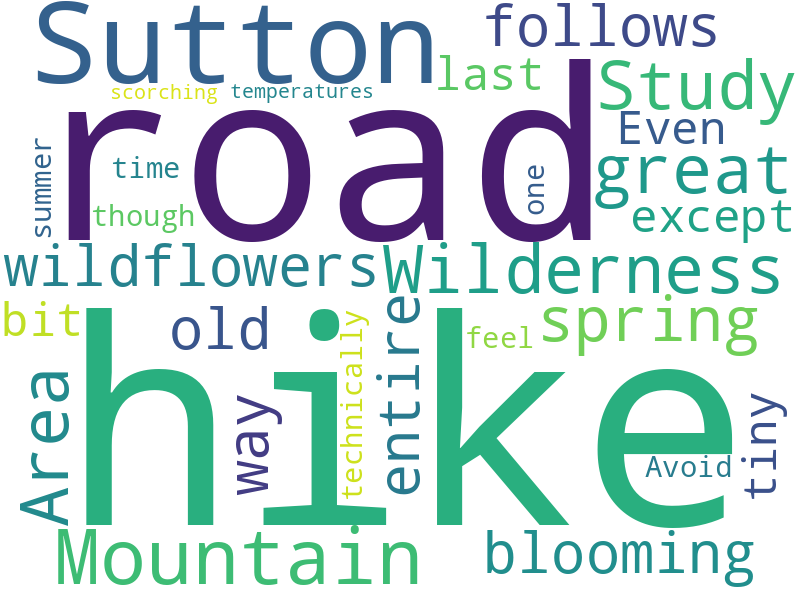 Sutton
follows
last
Study
scorching
temperatures
road
Even
summer
time
one
great
though
except
wildflowers
Wilderness
bit
old
hike
technically
entire
feel
spring
Area
way
Avoid
tiny
Mountain
blooming